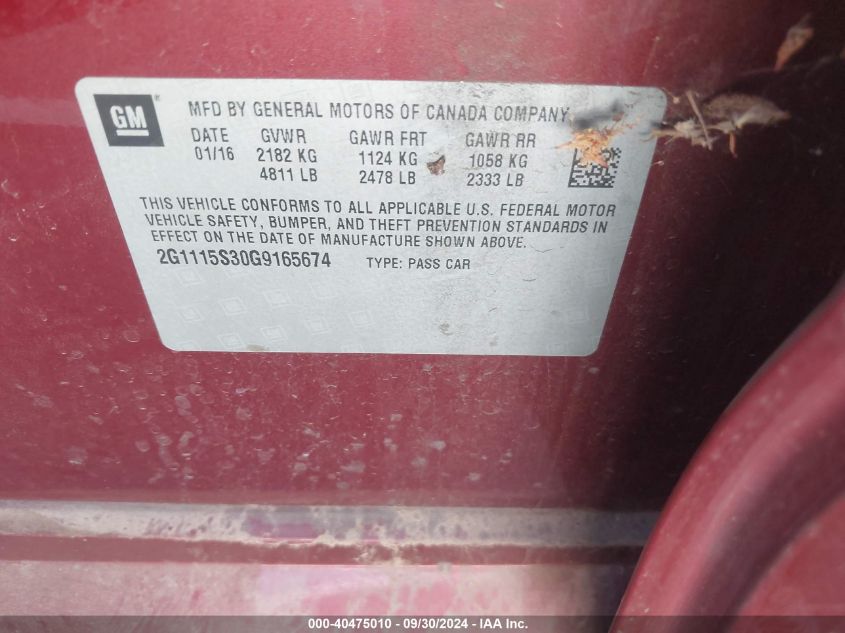 GM
MFD BY GENERAL MOTORS OF CANADA COMPANY
DATE GVWR GAWR FRT GAWR RR
01/16 2182 KG 1124 KG 1058 KG
4811 LB 2478 LB 2333 LB
THIS VEHICLE CONFORMS TO ALL APPLICABLE U.S. FEDERAL MOTOR
VEHICLE SAFETY, BUMPER, AND THEFT PREVENTION STANDARDS IN
EFFECT ON THE DATE OF MANUFACTURE SHOWN ABOVE.
2G1115S30G9165674 TYPE: PASS CAR
000-40475010 - 09/30/2024 - IAA Inc.